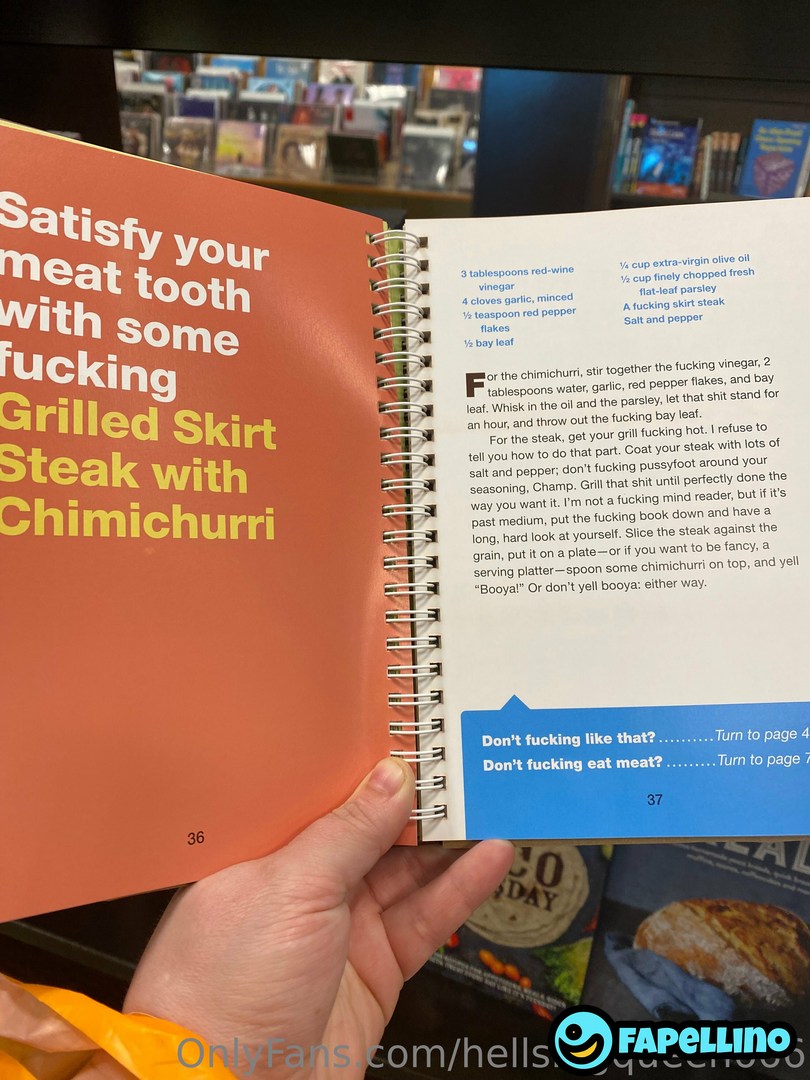 Satisfy your
meat tooth
with some
fucking
Grilled Skirt
Steak with
Chimichurri
36
3 tablespoons red-wine
vinegar
4 cloves garlic, minced
½ teaspoon red pepper
flakes
½ bay leaf
¼ cup extra-virgin olive oil
½ cup finely chopped fresh
flat-leaf parsley
A fucking skirt steak
Salt and pepper
For the chimichurri, stir together the fucking vinegar, 2
tablespoons water, garlic, red pepper flakes, and bay
leaf. Whisk in the oil and the parsley, let that shit stand for
an hour, and throw out the fucking bay leaf.
For the steak, get your grill fucking hot. I refuse to
tell you how to do that part. Coat your steak with lots of
salt and pepper; don't fucking pussyfoot around your
seasoning, Champ. Grill that shit until perfectly done the
way you want it. I'm not a fucking mind reader, but if it's
past medium, put the fucking book down and have a
long, hard look at yourself. Slice the steak against the
grain, put it on a plate—or if you want to be fancy, a
serving platter—spoon some chimichurri on top, and yell
"Booya!" Or don't yell booya: either way.
Don't fucking like that? ..........Turn to page 4
Don't fucking eat meat? .........Turn to page 7
37
DAY
FAPELLINO